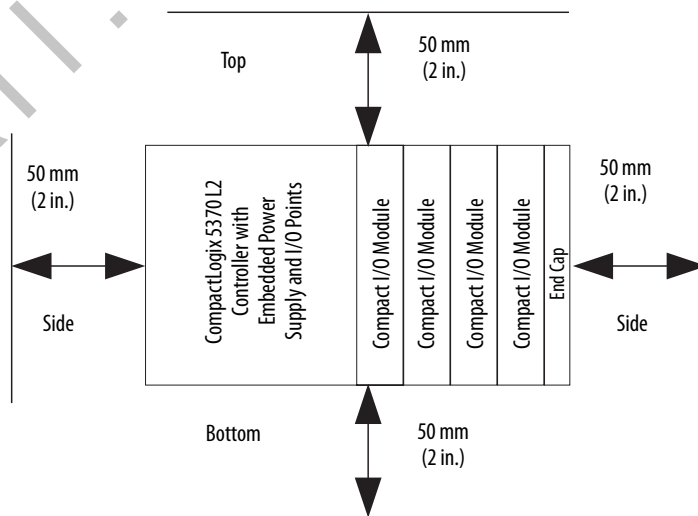 Top
50 mm
(2 in.)
50 mm
(2 in.)
Side
CompactLogix 5370 L2
Controller with
Embedded Power
Supply and I/O Points
Compact I/O Module
Compact I/O Module
Compact I/O Module
Compact I/O Module
End Cap
50 mm
(2 in.)
Side
Bottom
50 mm
(2 in.)